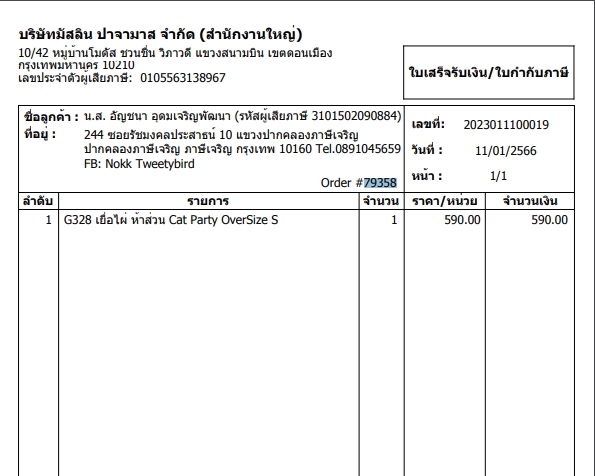 บริษัทมัสลิน ปาจามาส จำกัด (สำนักงานใหญ่)
10/42 หมู่บ้านโมดัส ชวนชื่น วิภาวดี แขวงสนามบิน เขตดอนเมือง
กรุงเทพมหานคร 10210
เลขประจำตัวผู้เสียภาษี: 0105563138967
ใบเสร็จรับเงิน/ใบกำกับภาษี
ชื่อลูกค้า : น.ส. อัญชนา อุดมเจริญพัฒนา (รหัสผู้เสียภาษี 3101502090884)
ที่อยู่ : 244 ซอยรัชมงคลประสาธน์ 10 แขวงปากคลองภาษีเจริญ
ปากคลองภาษีเจริญ ภาษีเจริญ กรุงเทพ 10160 Tel.0891045659
FB: Nokk Tweetybird
Order #79358
เลขที่: 2023011100019
วันที่ : 11/01/2566
หน้า : 1/1
ลำดับ รายการ จำนวน ราคา/หน่วย จำนวนเงิน
1 G328 เยื่อไผ่ ห้าส่วน Cat Party OverSize S 1 590.00 590.00